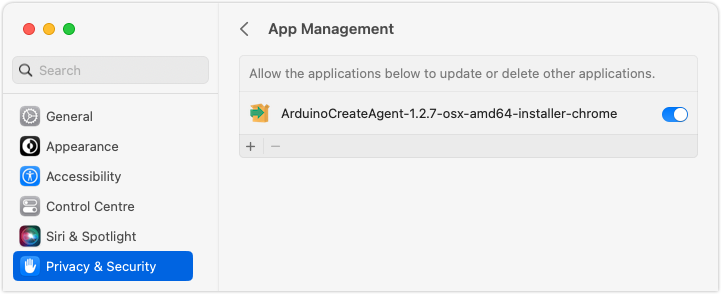 App Management
Search
Allow the applications below to update or delete other applications.
General
ArduinoCreateAgent-1.2.7-osx-amd64-installer-chrome
Appearance
Accessibility
Control Centre
Siri & Spotlight
Privacy & Security